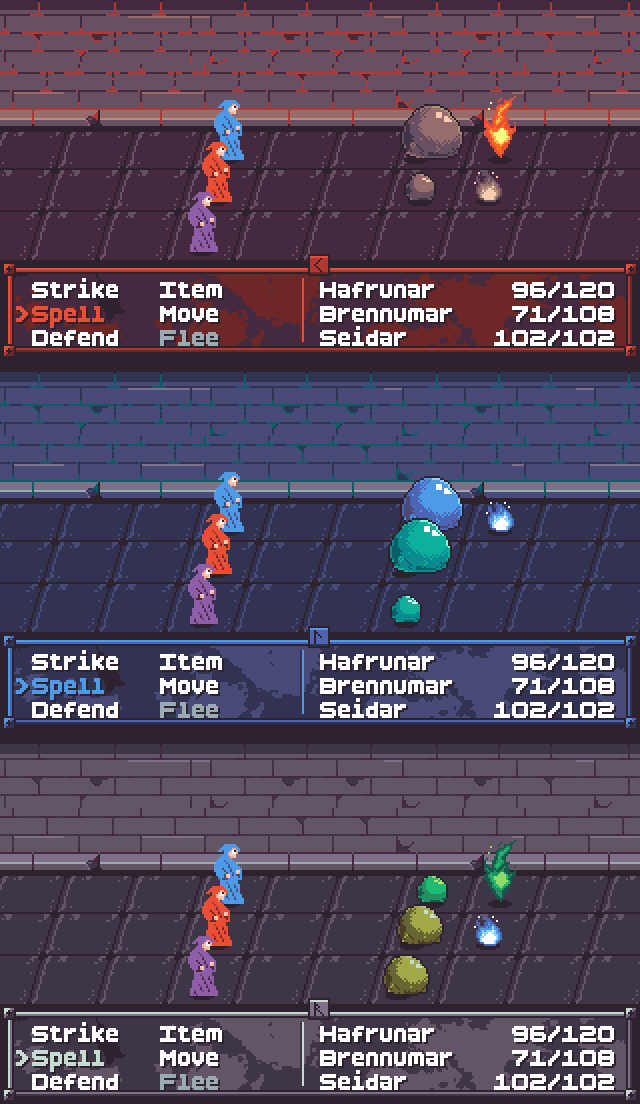 Strike Item Hafrunar 96/120
>Spell Move Brennumar 71/108
Defend Flee Seidar 102/102
Strike Item Hafrunar 96/120
>Spell Move Brennumar 71/108
Defend Flee Seidar 102/102
Strike Item Hafrunar 96/120
>Spell Move Brennumar 71/108
Defend Flee Seidar 102/102